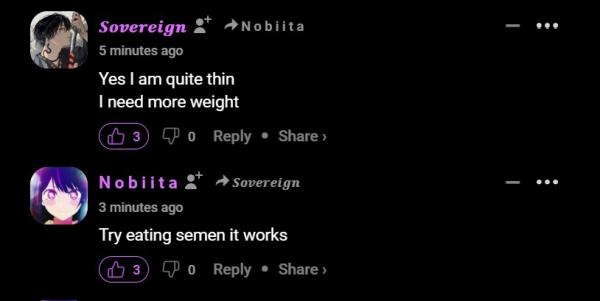 Sovereign Nobiita
5 minutes ago
Yes I am quite thin
I need more weight
3 0 Reply • Share ›
Nobiita Sovereign
3 minutes ago
Try eating semen it works
3 0 Reply • Share ›